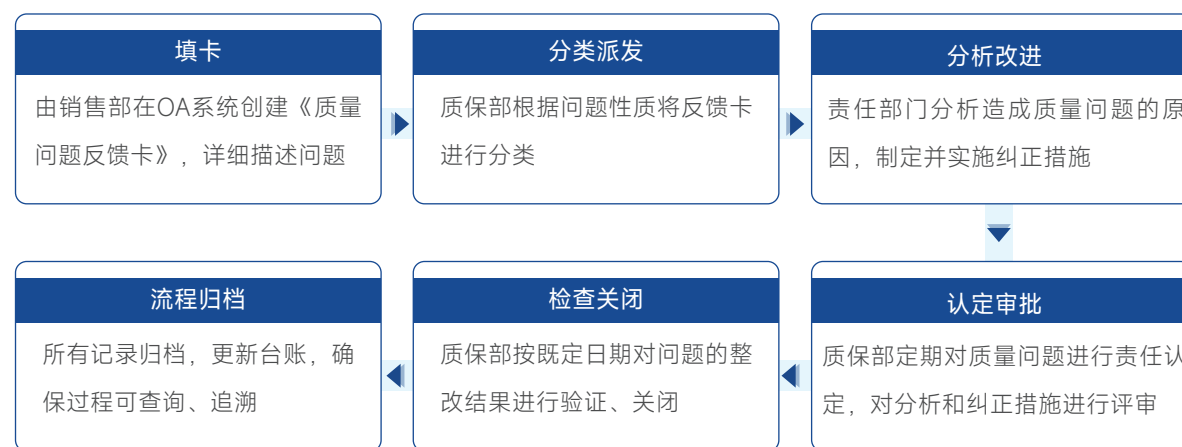 填卡
由销售部在OA系统创建《质量
问题反馈卡》，详细描述问题
分类派发
质保部根据问题性质将反馈卡
进行分类
分析改进
责任部门分析造成质量问题的原
因，制定并实施纠正措施
认定审批
质保部定期对质量问题进行责任认
定，对分析和纠正措施进行评审
检查关闭
质保部按既定日期对问题的整
改结果进行验证、关闭
流程归档
所有记录归档，更新台账，确
保过程可查询、追溯